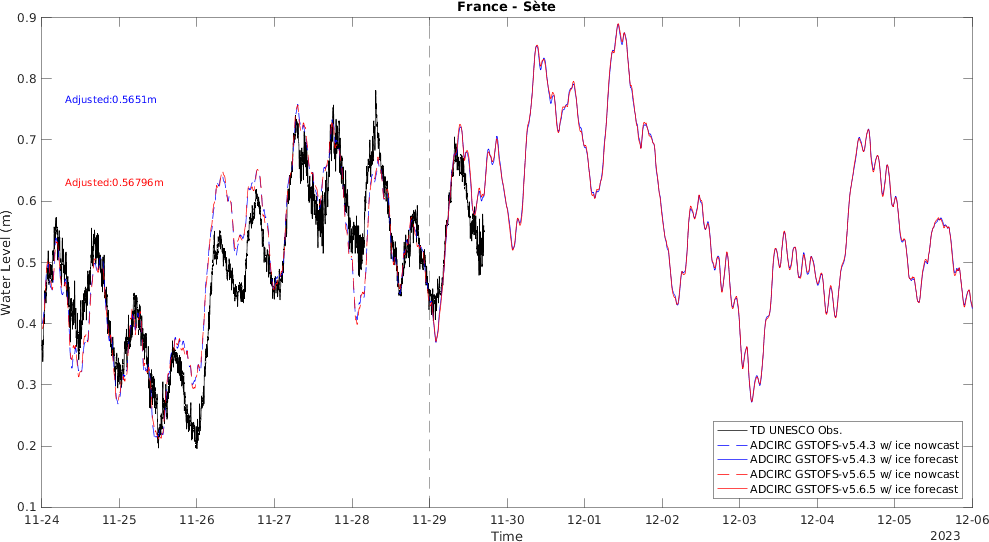 France - Sète
0.9
0.8
0.7
0.6
0.5
0.4
0.3
0.2
0.1
Water Level (m)
Adjusted:0.5651m
Adjusted:0.56796m
TD UNESCO Obs.
ADCIRC GSTOFS-v5.4.3 w/ ice nowcast
ADCIRC GSTOFS-v5.4.3 w/ ice forecast
ADCIRC GSTOFS-v5.6.5 w/ ice nowcast
ADCIRC GSTOFS-v5.6.5 w/ ice forecast
11-24 11-25 11-26 11-27 11-28 11-29 11-30 12-01 12-02 12-03 12-04 12-05 12-06
Time
2023